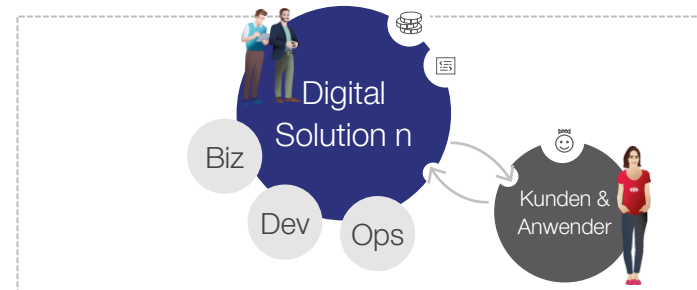 Digital
Solution n
Biz
Dev
Ops
Kunden &
Anwender